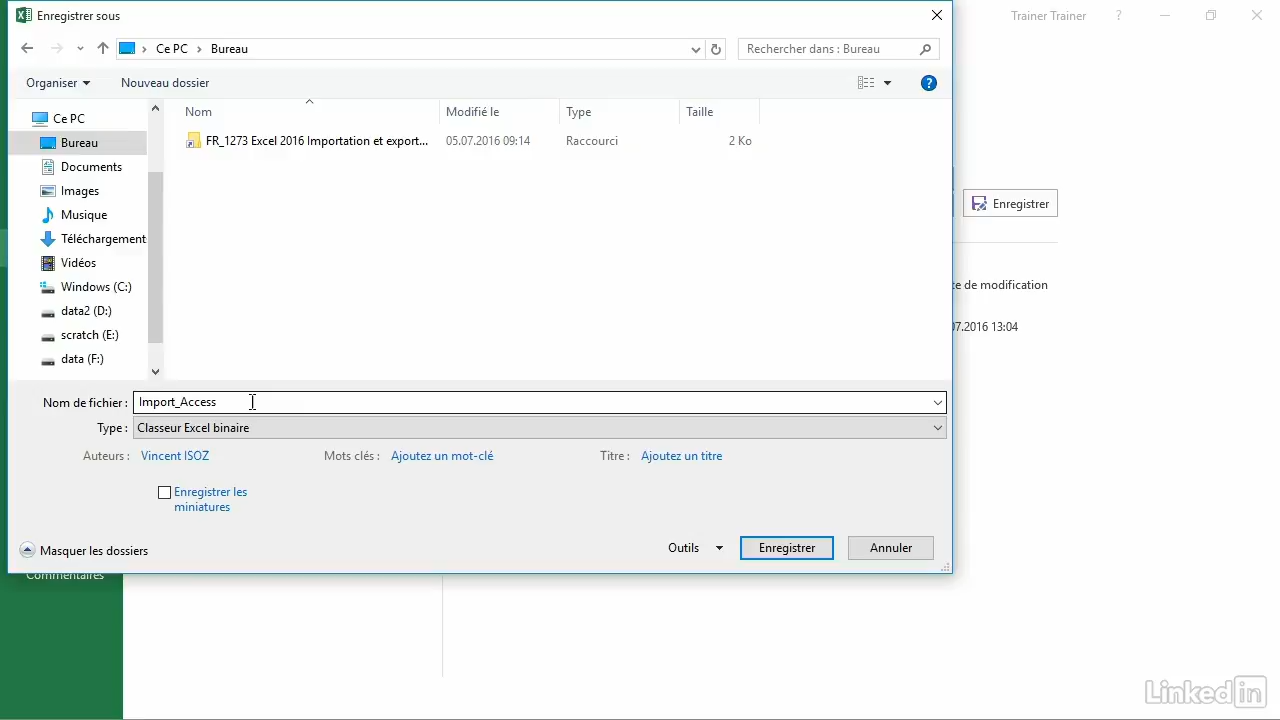 Enregistrer sous
Trainer Trainer
?
Ce PC > Bureau
Rechercher dans : Bureau
Organiser
Nouveau dossier
?
Nom
Modifié le
Type
Taille
FR_1273 Excel 2016 Importation et export...
05.07.2016 09:14
Raccourci
2 Ko
Ce PC
Bureau
Documents
Images
Musique
Téléchargement
Vidéos
Windows (C:)
data2 (D:)
scratch (E:)
data (F:)
Enregistrer
te de modification
07.2016 13:04
Nom de fichier :
Import_Access
Type :
Classeur Excel binaire
Auteurs :
Vincent ISOZ
Mots clés :
Ajoutez un mot-clé
Titre :
Ajoutez un titre
Enregistrer les
miniatures
Masquer les dossiers
Outils
Enregistrer
Annuler
Commentaires
Linked in